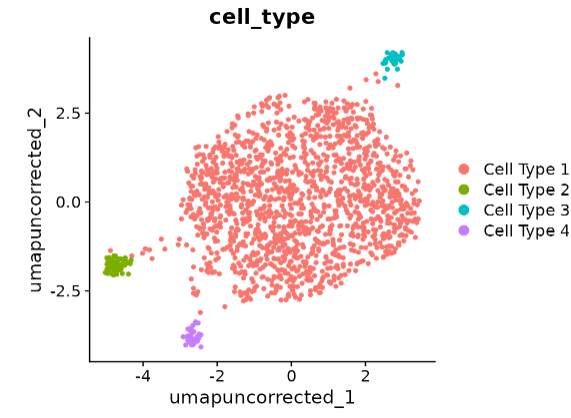 cell_type
umapuncorrected_2
2.5
0.0
-2.5
-4
-2
0
2
umapuncorrected_1
Cell Type 1
Cell Type 2
Cell Type 3
Cell Type 4